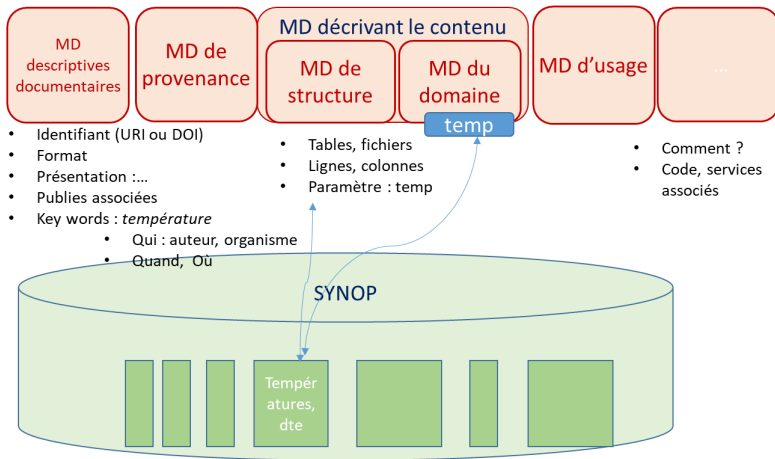 MD
descriptives
documentaires
MD de
provenance
MD décrivant le contenu
MD de
structure
MD du
domaine
temp
MD d'usage
...
• Identifiant (URI ou DOI)
• Format
• Présentation :...
• Publies associées
• Key words : température
• Qui : auteur, organisme
• Quand, Où
• Tables, fichiers
• Lignes, colonnes
• Paramètre : temp
• Comment ?
• Code, services
associés
SYNOP
Tempér
atures,
dte